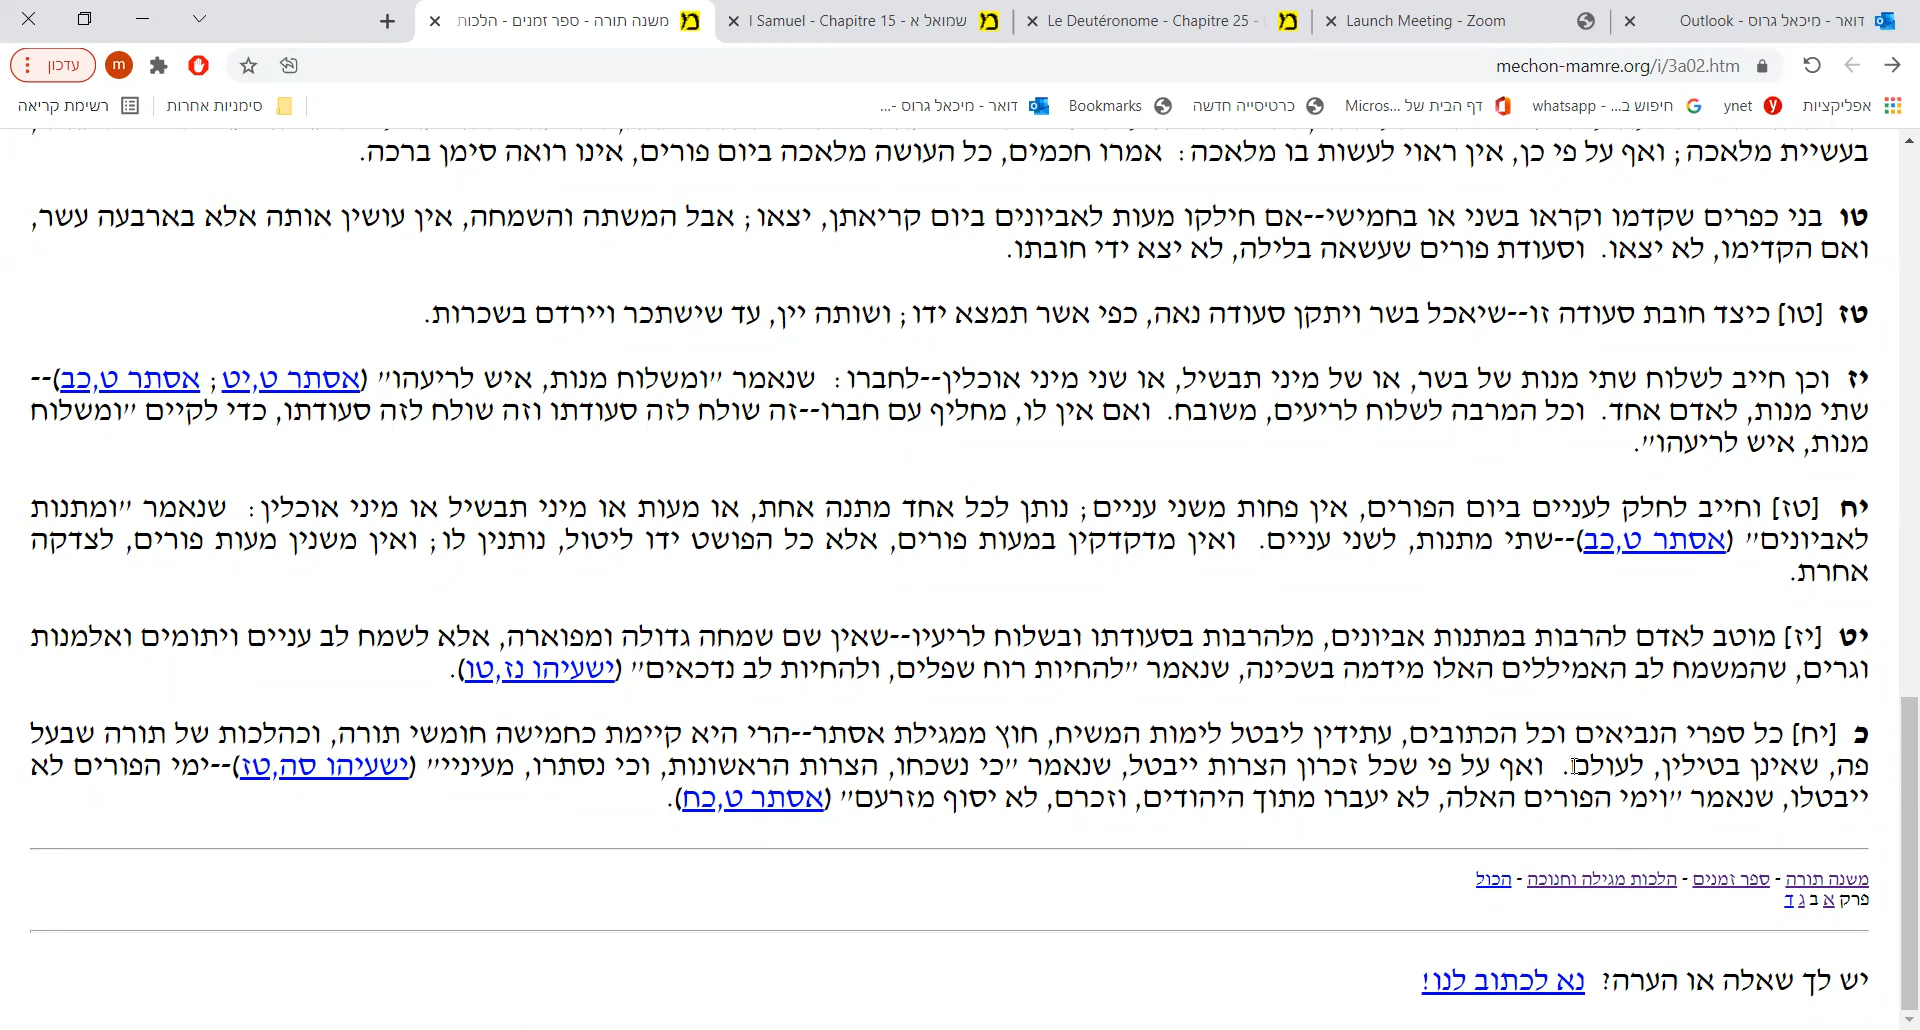 דואר - מיכאל גרוס - Outlook
Launch Meeting - Zoom
Le Deutéronome - Chapitre 25 -
שמואל א - I Samuel - Chapitre 15
משנה תורה - ספר זמנים - הלכות
mechon-mamre.org/i/3a02.htm
m
עדכון
אפליקציות
ynet
חיפוש ב... - whatsapp
דף הבית של ...Micros
כרטיסייה חדשה
Bookmarks
דואר - מיכאל גרוס -...
סימניות אחרות
רשימת קריאה
בעשיית מלאכה; ואף על פי כן, אין ראוי לעשות בו מלאכה: אמרו חכמים, כל העושה מלאכה ביום פורים, אינו רואה סימן ברכה.
טו בני כפרים שקדמו וקראו בשני או בחמישי--אם חילקו מעות לאביונים ביום קריאתן, יצאו; אבל המשתה והשמחה, אין עושין אותה אלא בארבעה עשר,
ואם הקדימו, לא יצאו. וסעודת פורים שעשאה בלילה, לא יצא ידי חובתו.
טז [טו] כיצד חובת סעודה זו--שיאכל בשר ויתקן סעודה נאה, כפי אשר תמצא ידו; ושותה יין, עד שישתכר ויירדם בשכרות.
יז וכן חייב לשלוח שתי מנות של בשר, או של מיני תבשיל, או שני מיני אוכלין--לחברו: שנאמר "ומשלוח מנות, איש לריעהו" (אסתר ט,יט; אסתר ט,כב)--
שתי מנות, לאדם אחד. וכל המרבה לשלוח לריעים, משובח. ואם אין לו, מחליף עם חברו--זה שולח לזה סעודתו וזה שולח לזה סעודתו, כדי לקיים "ומשלוח
מנות, איש לריעהו".
יח [טז] וחייב לחלק לעניים ביום הפורים, אין פחות משני עניים; נותן לכל אחד מתנה אחת, או מעות או מיני תבשיל או מיני אוכלין: שנאמר "ומתנות
לאביונים" (אסתר ט,כב)--שתי מתנות, לשני עניים. ואין מדקדקין במעות פורים, אלא כל הפושט ידו ליטול, נותנין לו; ואין משנין מעות פורים, לצדקה
אחרת.
יט [יז] מוטב לאדם להרבות במתנות אביונים, מלהרבות בסעודתו ובשלוח לריעיו--שאין שם שמחה גדולה ומפוארה, אלא לשמח לב עניים ויתומים ואלמנות
וגרים, שהמשמח לב האמיללים האלו מידמה בשכינה, שנאמר "להחיות רוח שפלים, ולהחיות לב נדכאים" (ישעיהו נז,טו).
כ [יח] כל ספרי הנביאים וכל הכתובים, עתידין ליבטל לימות המשיח, חוץ ממגילת אסתר--הרי היא קיימת כחמישה חומשי תורה, וכהלכות של תורה שבעל
פה, שאינן בטילין, לעולם. ואף על פי שכל זכרון הצרות ייבטל, שנאמר "כי נשכחו, הצרות הראשונות, וכי נסתרו, מעיניי" (ישעיהו סה,טז)--ימי הפורים לא
ייבטלו, שנאמר "וימי הפורים האלה, לא יעברו מתוך היהודים, וזכרם, לא יסוף מזרעם" (אסתר ט,כח).
משנה תורה - ספר זמנים - הלכות מגילה וחנוכה - הכול
פרק א ב ג ד
יש לך שאלה או הערה? נא לכתוב לנו!